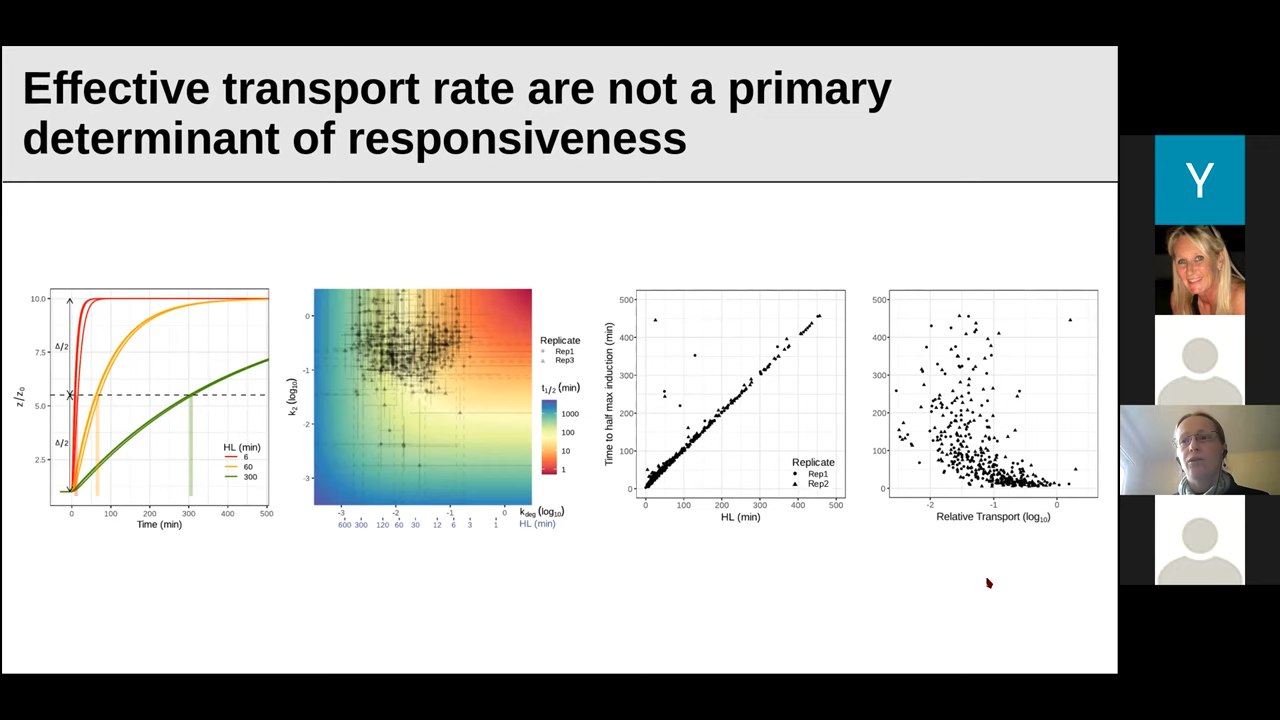 Effective transport rate are not a primary
determinant of responsiveness
Y
z/z0
10.0
7.5
5.0
2.5
Δ/2
Δ/2
HL (min)
6
60
300
0 100 200 300 400 500
Time (min)
k2 (log10)
0
-1
-2
-3
-3 -2 -1 0
kdeg (log10)
600 300 120 60 30 12 6 3 1
HL (min)
Replicate
Rep1
Rep3
t1/2 (min)
1000
100
10
1
Time to half max induction (min)
500
400
300
200
100
0
Replicate
Rep1
Rep2
0 100 200 300 400 500
HL (min)
500
400
300
200
100
0
-2 -1 0
Relative Transport (log10)